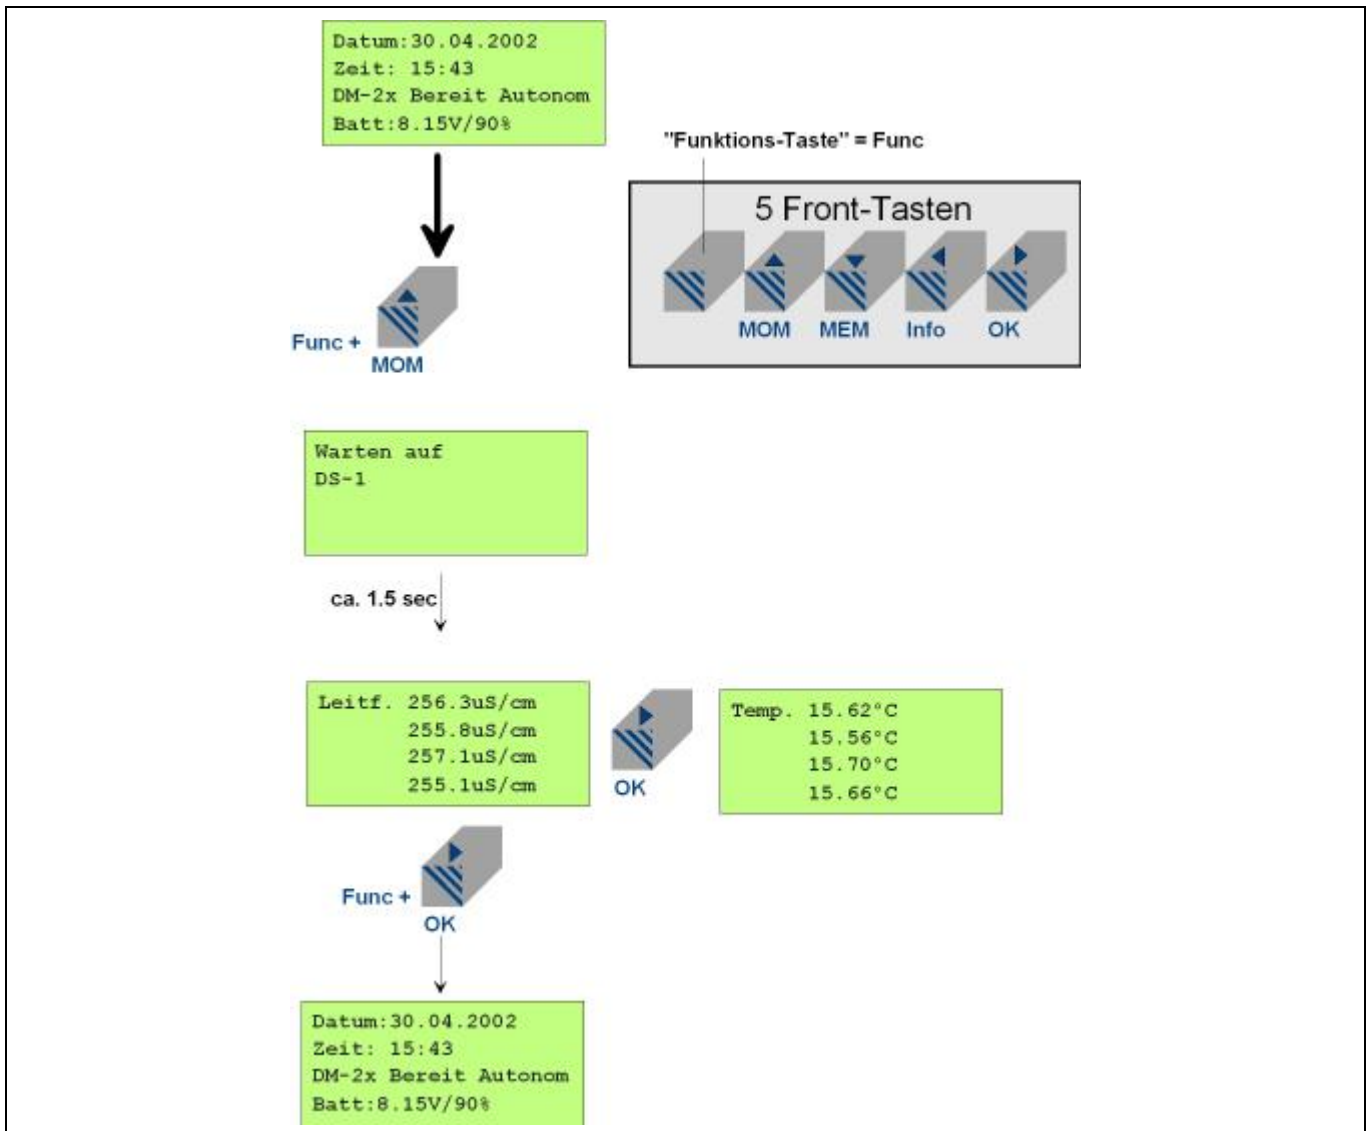 Datum:30.04.2002
Zeit: 15:43
DM-2x Bereit Autonom
Batt:8.15V/90%
"Funktions-Taste" = Func
5 Front-Tasten
MOM MEM Info OK
Func +
MOM
Warten auf
DS-1
ca. 1.5 sec
Leitf. 256.3uS/cm
255.8uS/cm
257.1uS/cm
255.1uS/cm
OK
Temp. 15.62°C
15.56°C
15.70°C
15.66°C
Func +
OK
Datum:30.04.2002
Zeit: 15:43
DM-2x Bereit Autonom
Batt:8.15V/90%